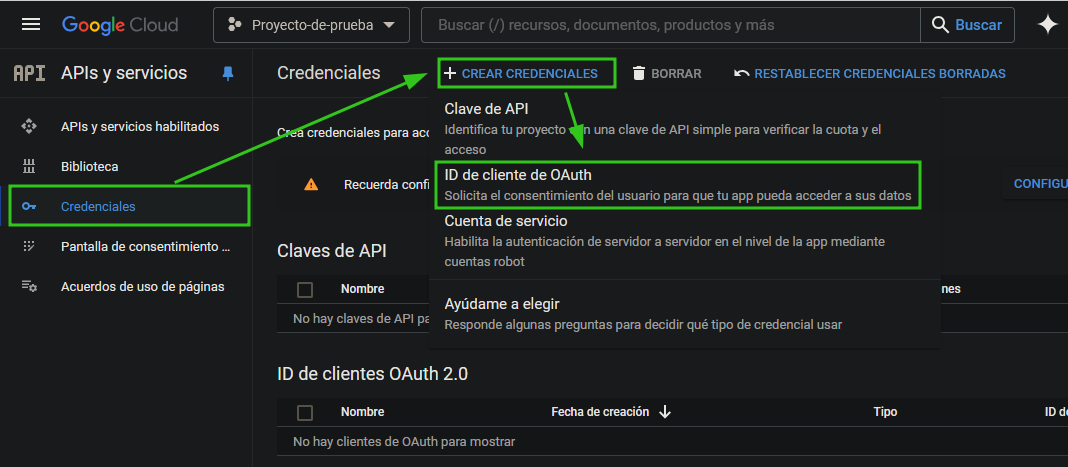 Google Cloud
Proyecto-de-prueba
Buscar (/) recursos, documentos, productos y más
Buscar
API
APIs y servicios
APIs y servicios habilitados
Biblioteca
Credenciales
Pantalla de consentimiento ...
Acuerdos de uso de páginas
Credenciales
CREAR CREDENCIALES
BORRAR
RESTABLECER CREDENCIALES BORRADAS
Crea credenciales para acc
Recuerda confi
CONFIGU
Clave de API
Identifica tu proyecto con una clave de API simple para verificar la cuota y el
acceso
ID de cliente de OAuth
Solicita el consentimiento del usuario para que tu app pueda acceder a sus datos
Cuenta de servicio
Habilita la autenticación de servidor a servidor en el nivel de la app mediante
cuentas robot
Ayúdame a elegir
Responde algunas preguntas para decidir qué tipo de credencial usar
Claves de API
Nombre
nes
No hay claves de API pa
ID de clientes OAuth 2.0
Nombre
Fecha de creación
Tipo
ID de
No hay clientes de OAuth para mostrar